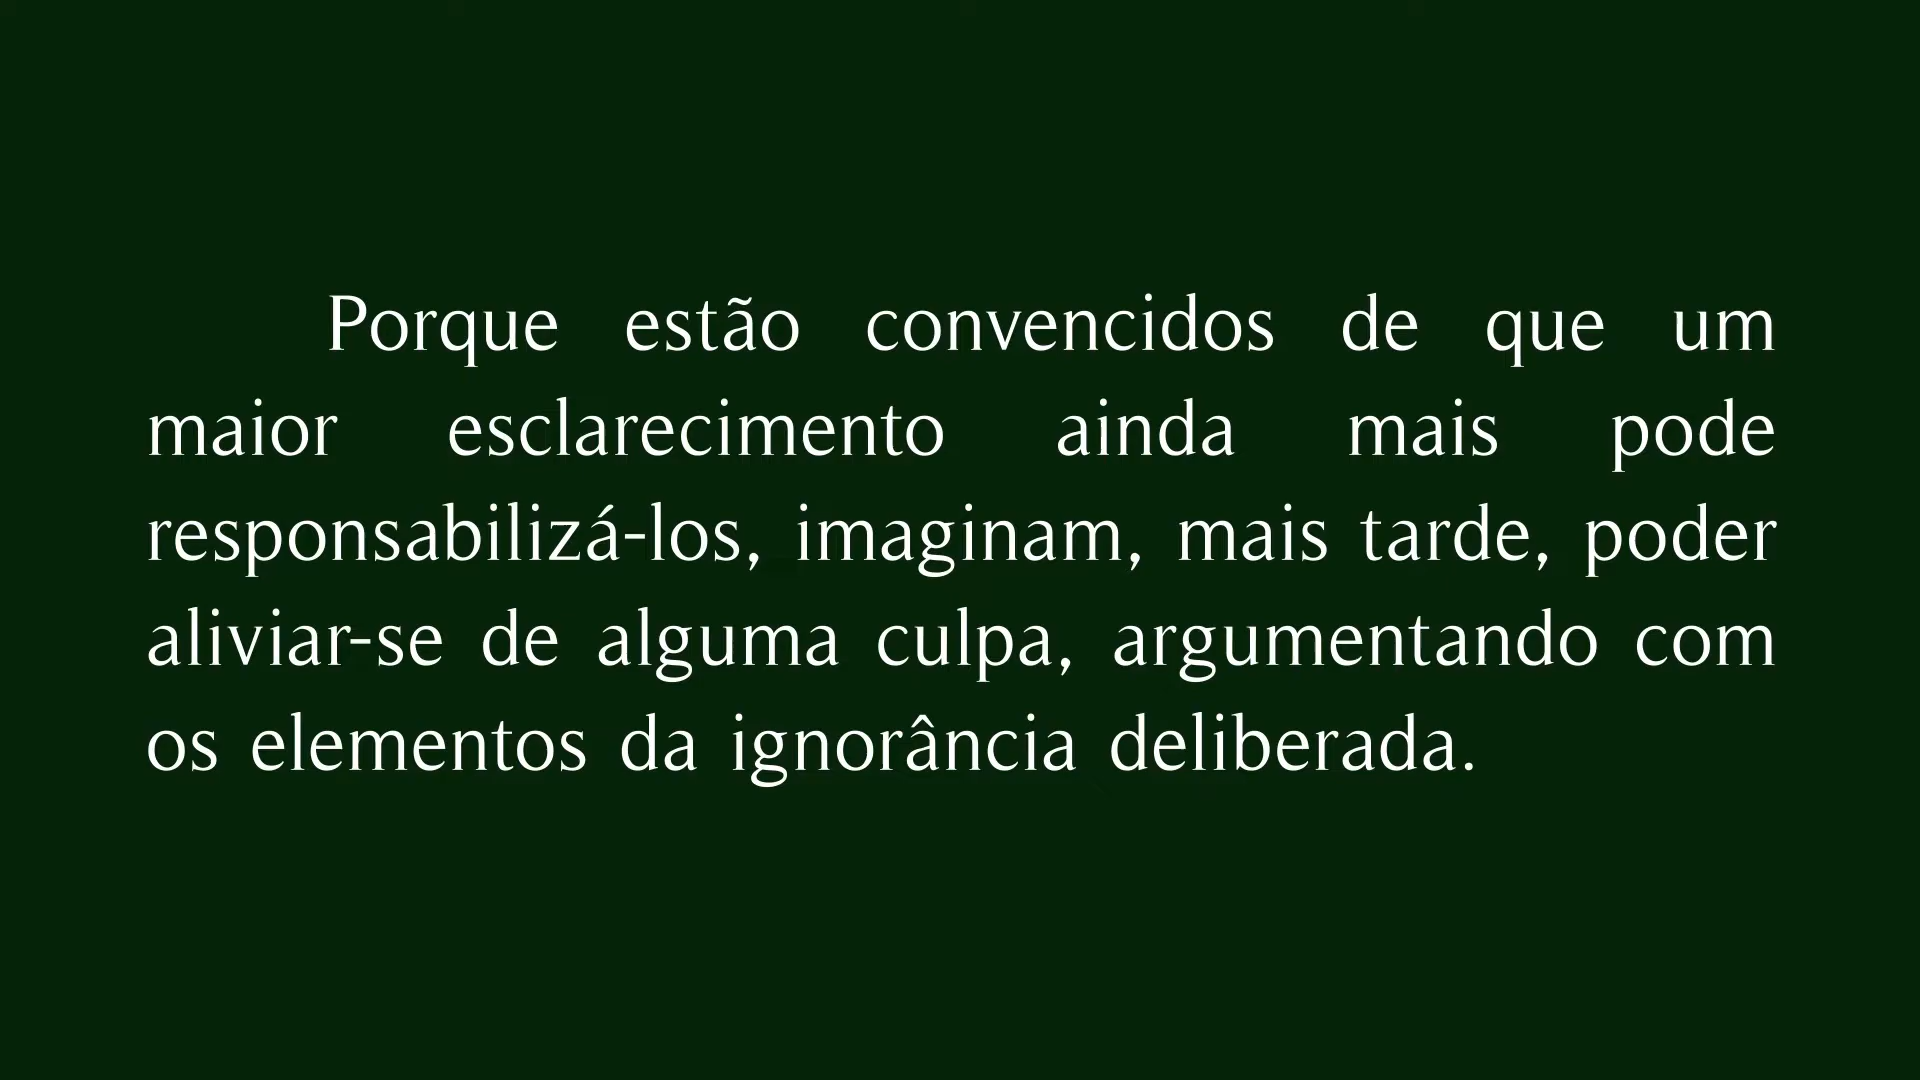 Porque estão convencidos de que um
maior esclarecimento ainda mais pode
responsabilizá-los, imaginam, mais tarde, poder
aliviar-se de alguma culpa, argumentando com
os elementos da ignorância deliberada.